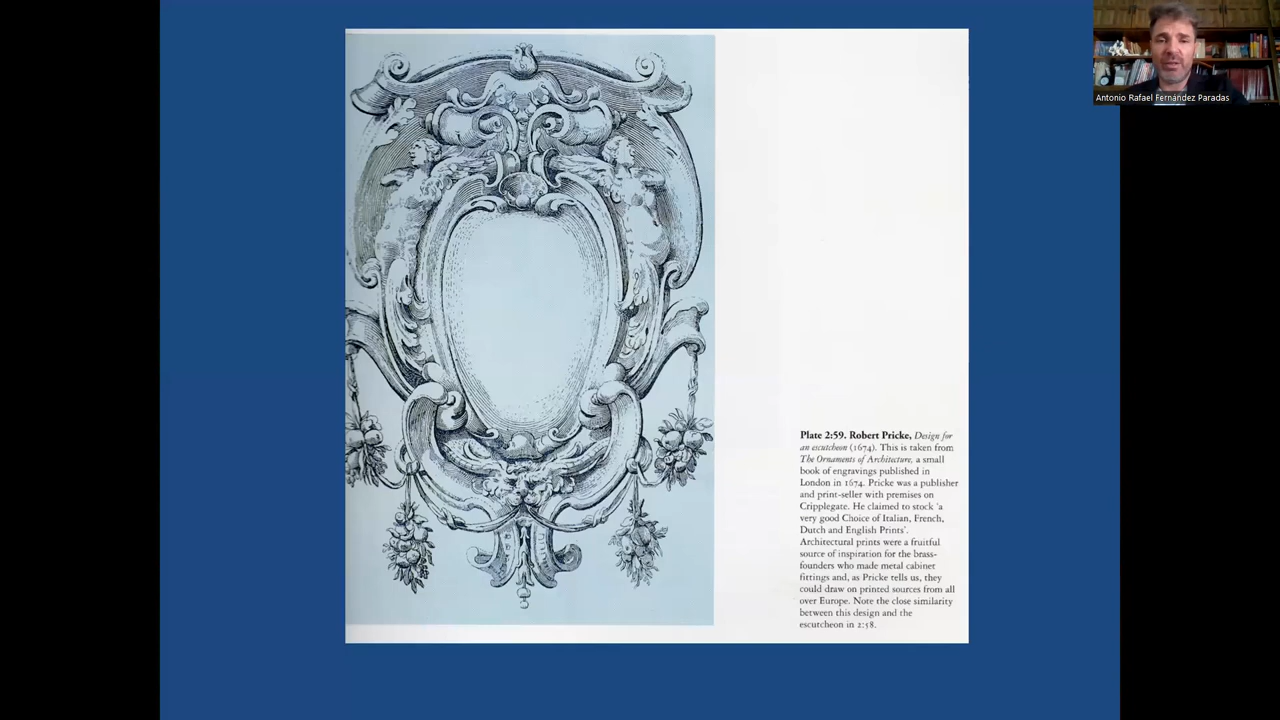 Antonio Rafael Fernández Paradas
Plate 2:59. Robert Pricke, Design for
an escutcheon (1674). This is taken from
The Ornaments of Architecture, a small
book of engravings published in
London in 1674. Pricke was a publisher
and print-seller with premises on
Cripplegate. He claimed to stock 'a
very good Choice of Italian, French,
Dutch and English Prints'.
Architectural prints were a fruitful
source of inspiration for the brass-
founders who made metal cabinet
fittings and, as Pricke tells us, they
could draw on printed sources from all
over Europe. Note the close similarity
between this design and the
escutcheon in 2:58.